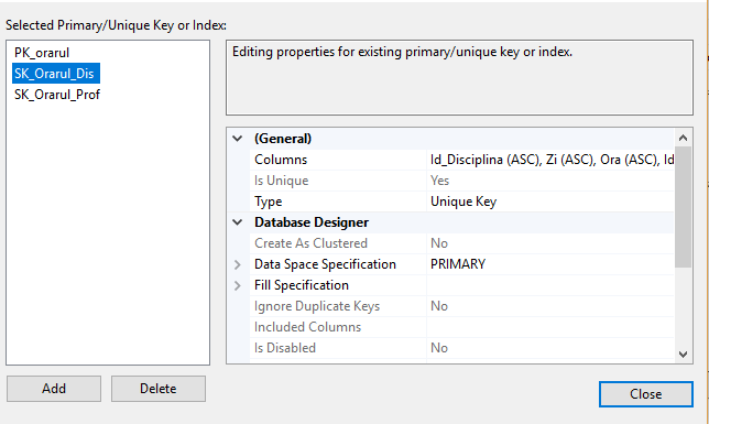 Selected Primary/Unique Key or Index:
PK_orarul
SK_Orarul_Dis
SK_Orarul_Prof
Editing properties for existing primary/unique key or index.
(General)
Columns Id_Disciplina (ASC), Zi (ASC), Ora (ASC), Id
Is Unique Yes
Type Unique Key
Database Designer
Create As Clustered No
Data Space Specification PRIMARY
Fill Specification
Ignore Duplicate Keys No
Included Columns
Is Disabled No
Add Delete
Close